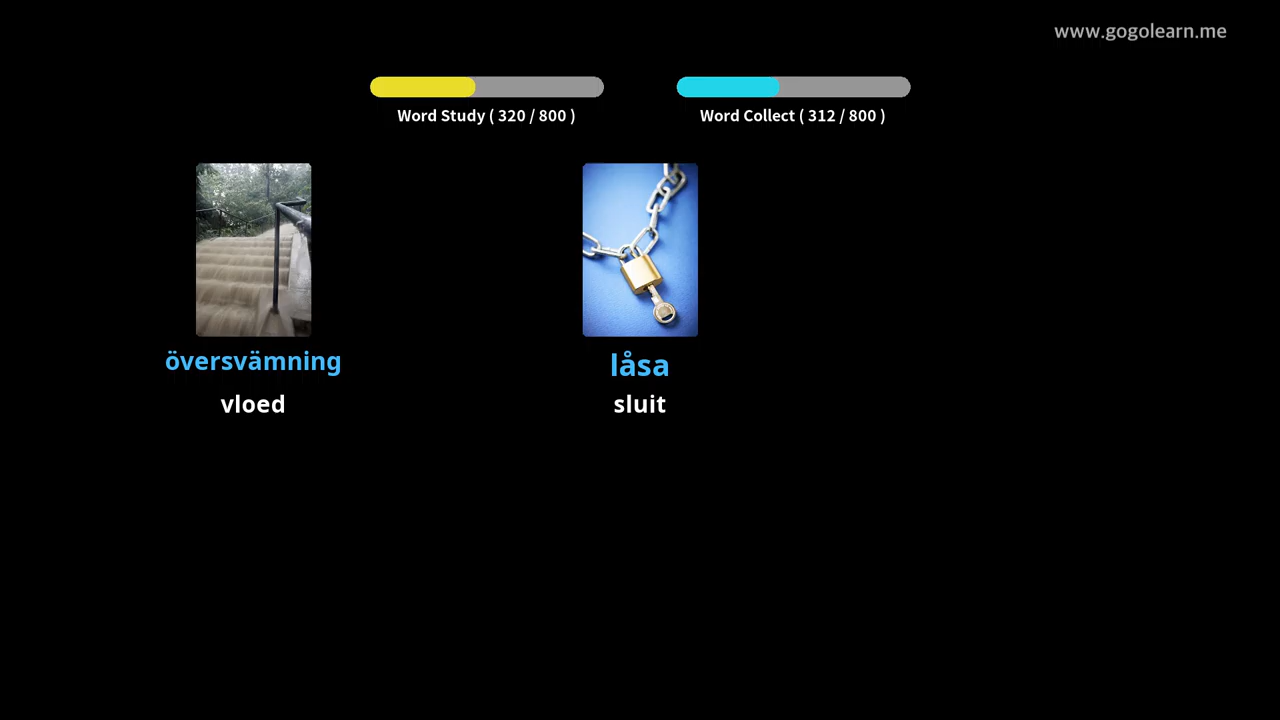 www.gogolearn.me
Word Study ( 320 / 800 )
Word Collect ( 312 / 800 )
översvämning
vloed
låsa
sluit